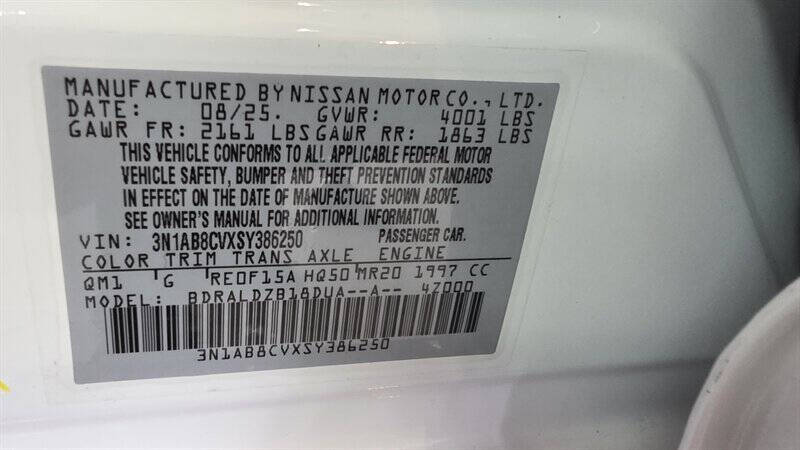 MANUFACTURED BY NISSAN MOTOR CO., LTD.
DATE: 08/25. GVWR: 4001 LBS
GAWR FR: 2161 LBS GAWR RR: 1863 LBS
THIS VEHICLE CONFORMS TO ALL APPLICABLE FEDERAL MOTOR
VEHICLE SAFETY, BUMPER AND THEFT PREVENTION STANDARDS
IN EFFECT ON THE DATE OF MANUFACTURE SHOWN ABOVE.
SEE OWNER'S MANUAL FOR ADDITIONAL INFORMATION.
VIN: 3N1AB8CVXSY386250 PASSENGER CAR.
COLOR TRIM TRANS AXLE ENGINE
QM1 G RE0F15A HQ50 MR20 1997 CC
MODEL: BDRALDZB18DUA--A-- 4Z000
3N1AB8CVXSY386250